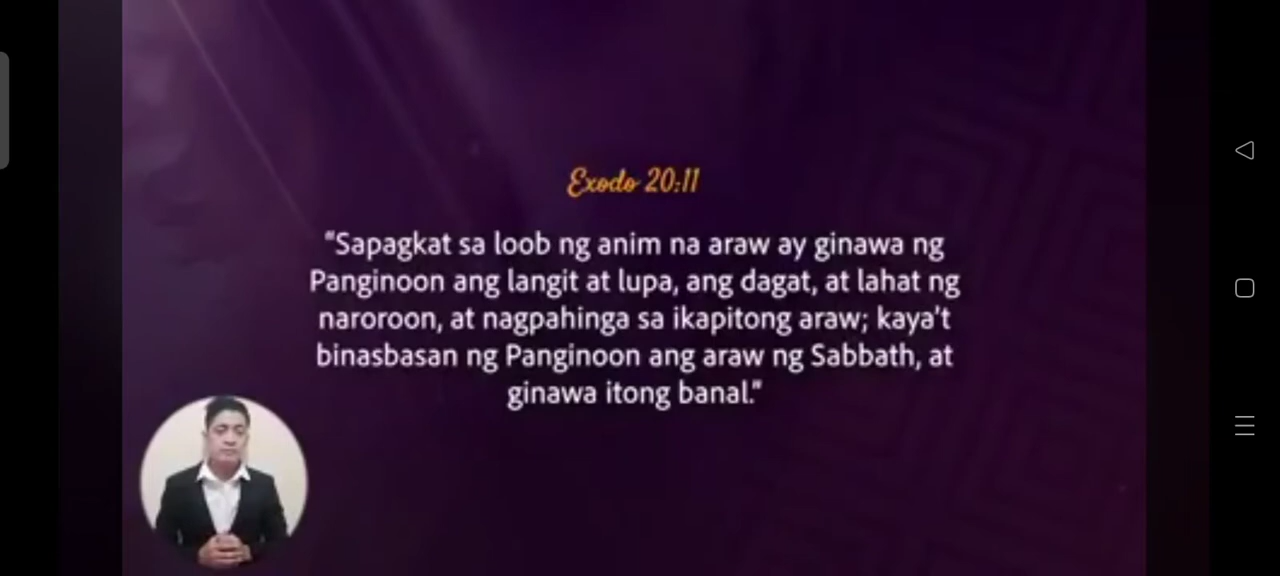 Exodo 20:11
"Sapagkat sa loob ng anim na araw ay ginawa ng
Panginoon ang langit at lupa, ang dagat, at lahat ng
naroroon, at nagpahinga sa ikapitong araw; kaya't
binasbasan ng Panginoon ang araw ng Sabbath, at
ginawa itong banal."